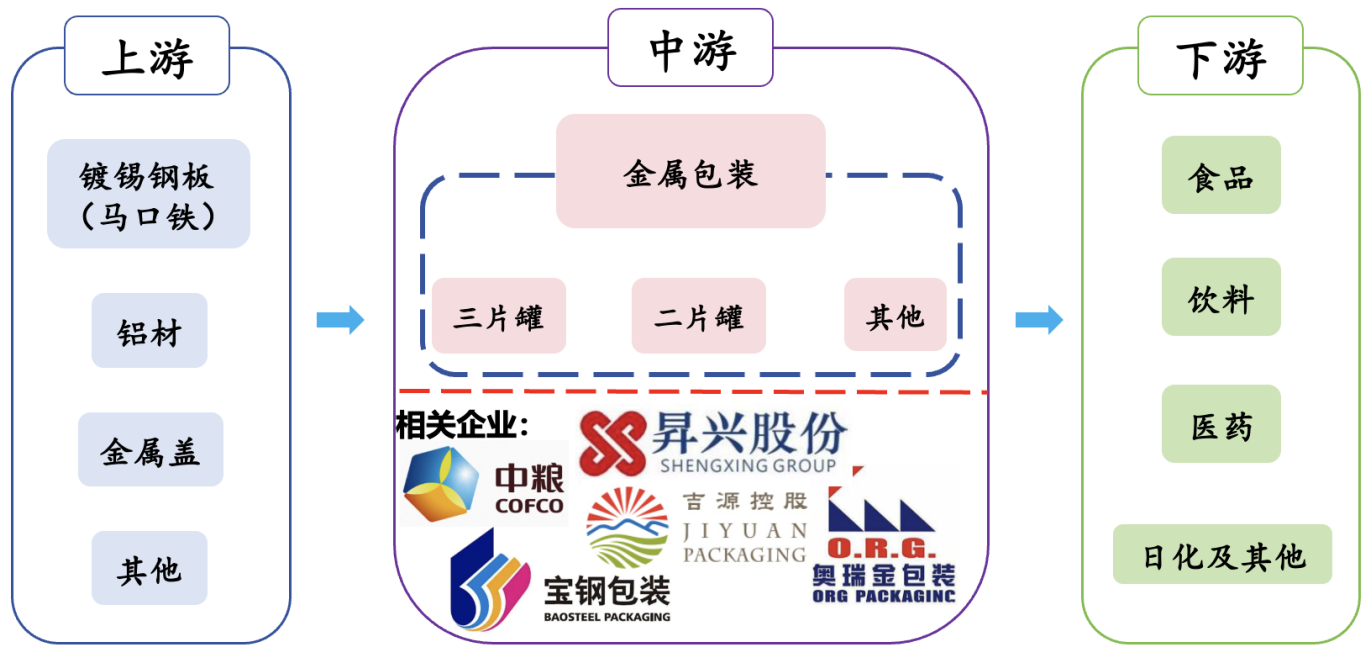 上游
镀锡钢板
（马口铁）
铝材
金属盖
其他
中游
金属包装
三片罐
二片罐
其他
相关企业：
中粮
COFCO
昇兴股份
SHENGXING GROUP
吉源控股
JIYUAN
PACKAGING
O.R.G.
奥瑞金包装
ORG PACKAGINC
宝钢包装
BAOSTEEL PACKAGING
下游
食品
饮料
医药
日化及其他